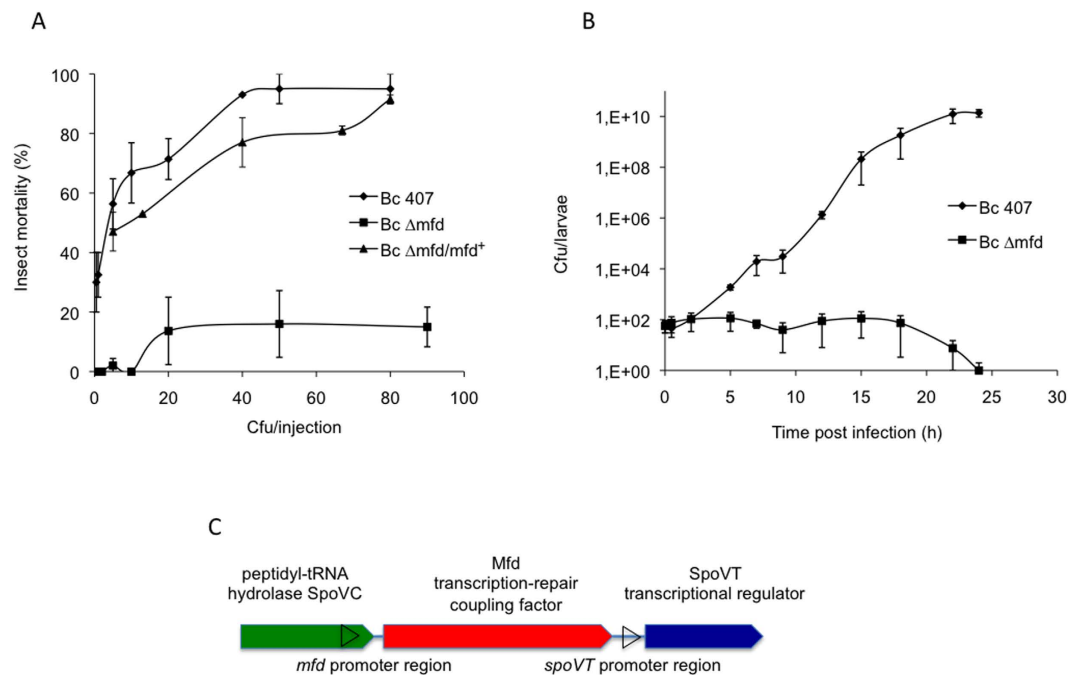 A
B
100
80
60
40
20
0
Insect mortality (%)
0 20 40 60 80 100
Cfu/injection
Bc 407
Bc Δmfd
Bc Δmfd/mfd⁺
1,E+10
1,E+08
1,E+06
1,E+04
1,E+02
1,E+00
Cfu/larvae
0 5 10 15 20 25 30
Time post infection (h)
Bc 407
Bc Δmfd
C
peptidyl-tRNA
hydrolase SpoVC
Mfd
transcription-repair
coupling factor
SpoVT
transcriptional regulator
mfd promoter region
spoVT promoter region